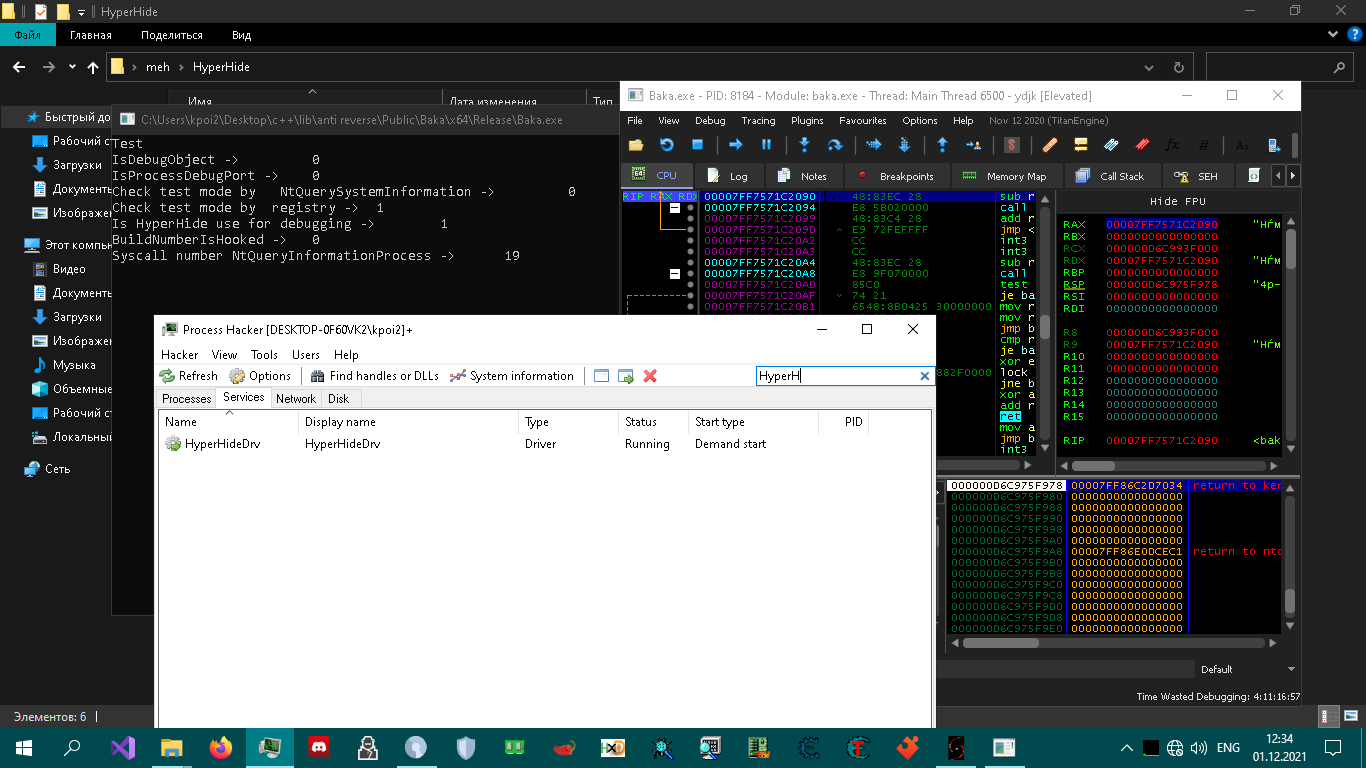 HyperHide
Файл Главная Поделиться Вид
meh > HyperHide
Имя Дата изменения Тип
Быстрый до
Рабочий ст
Загрузки
Документы
Изображен
Этот компьн
Видео
Документы
Загрузки
Изображен
Музыка
Объемные
Рабочий ст
Локальный
Сеть
Элементов: 6
C:\Users\kpoi2\Desktop\c++\lib\anti reverse\Public\Baka\x64\Release\Baka.exe
Test
IsDebugObject -> 0
IsProcessDebugPort -> 0
Check test mode by NtQuerySystemInformation -> 0
Check test mode by registry -> 1
Is HyperHide use for debugging -> 1
BuildNumberIsHooked -> 0
Syscall number NtQueryInformationProcess -> 19
Baka.exe - PID: 8184 - Module: baka.exe - Thread: Main Thread 6500 - ydjk [Elevated]
File View Debug Tracing Plugins Favourites Options Help Nov 12 2020 (TitanEngine)
CPU Log Notes Breakpoints Memory Map Call Stack SEH
RIP RAX RDX 00007FF7571C2090 48:83EC 28 sub r
00007FF7571C2094 E8 5B020000 call
00007FF7571C2099 48:83C4 28 add r
00007FF7571C209D E9 72FEFFFF jmp <
00007FF7571C20A2 CC int3
00007FF7571C20A3 CC int3
00007FF7571C20A4 48:83EC 28 sub r
00007FF7571C20A8 E8 9F070000 call
00007FF7571C20AD 85C0 test
00007FF7571C20AF 74 21 je ba
00007FF7571C20B1 6548:8B0425 30000000 mov r
mov r
jmp b
cmp r
je ba
xor e
882F0000 lock
jne b
xor a
add r
ret
mov a
jmp b
int3
Hide FPU
RAX 00007FF7571C2090 "HѓM
RBX 0000000000000000
RCX 000000D6C993F000
RDX 00007FF7571C2090 "HѓM
RBP 0000000000000000
RSP 000000D6C975F978 "4p-
RSI 0000000000000000
RDI 0000000000000000
R8 000000D6C993F000
R9 00007FF7571C2090 "HѓM
R10 0000000000000000
R11 0000000000000000
R12 0000000000000000
R13 0000000000000000
R14 0000000000000000
R15 0000000000000000
RIP 00007FF7571C2090 <bak
000000D6C975F978 00007FF86C2D7034 return to ker
000000D6C975F980 0000000000000000
000000D6C975F988 0000000000000000
000000D6C975F990 0000000000000000
000000D6C975F998 0000000000000000
000000D6C975F9A0 0000000000000000
000000D6C975F9A8 00007FF86E0DCEC1 return to ntd
000000D6C975F9B0 0000000000000000
000000D6C975F9B8 0000000000000000
000000D6C975F9C0 0000000000000000
000000D6C975F9C8 0000000000000000
000000D6C975F9D0 0000000000000000
000000D6C975F9D8 0000000000000000
000000D6C975F9E0 0000000000000000
Default
Time Wasted Debugging: 4:11:16:57
Process Hacker [DESKTOP-0F60VK2\kpoi2]+
Hacker View Tools Users Help
Refresh Options Find handles or DLLs System information HyperH
Processes Services Network Disk
Name Display name Type Status Start type PID
HyperHideDrv HyperHideDrv Driver Running Demand start
ENG
12:34
01.12.2021